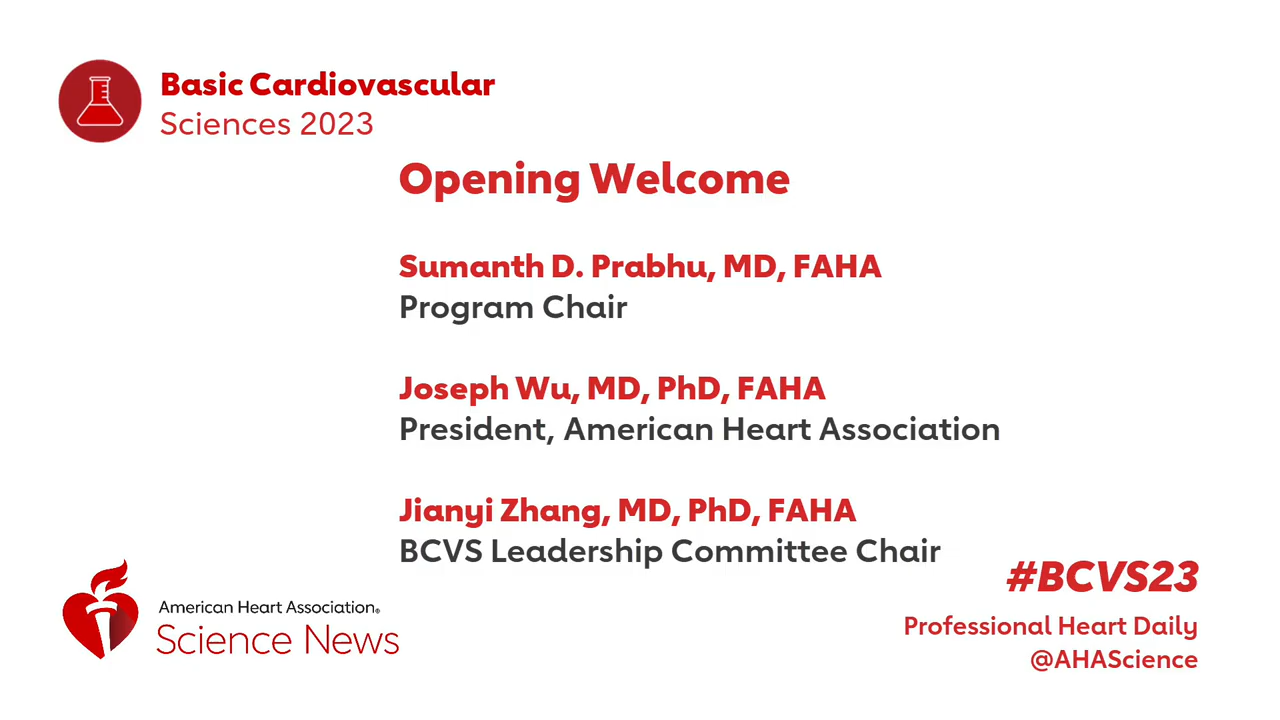 Basic Cardiovascular
Sciences 2023
Opening Welcome
Sumanth D. Prabhu, MD, FAHA
Program Chair
Joseph Wu, MD, PhD, FAHA
President, American Heart Association
Jianyi Zhang, MD, PhD, FAHA
BCVS Leadership Committee Chair
American Heart Association®
Science News
#BCVS23
Professional Heart Daily
@AHAScience